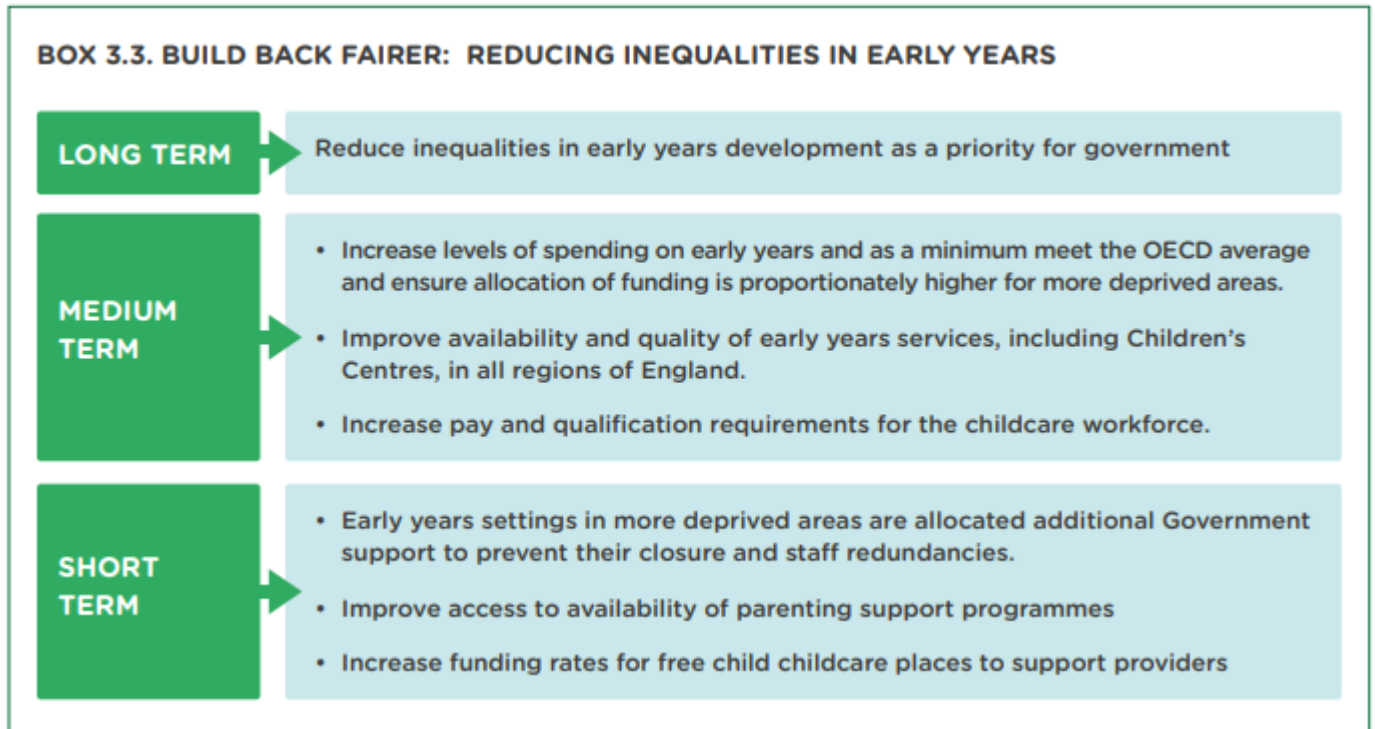 BOX 3.3. BUILD BACK FAIRER:  REDUCING INEQUALITIES IN EARLY YEARS
LONG TERM
Reduce inequalities in early years development as a priority for government
MEDIUM
TERM
• Increase levels of spending on early years and as a minimum meet the OECD average
and ensure allocation of funding is proportionately higher for more deprived areas.
• Improve availability and quality of early years services, including Children’s
Centres, in all regions of England.
• Increase pay and qualification requirements for the childcare workforce.
SHORT
TERM
• Early years settings in more deprived areas are allocated additional Government
support to prevent their closure and staff redundancies.
• Improve access to availability of parenting support programmes
• Increase funding rates for free child childcare places to support providers